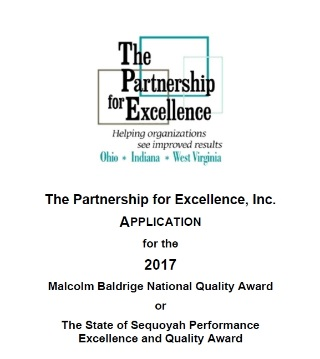 The
Partnership
for Excellence
Helping organizations
see improved results
Ohio • Indiana • West Virginia
The Partnership for Excellence, Inc.
APPLICATION
for the
2017
Malcolm Baldrige National Quality Award
or
The State of Sequoyah Performance
Excellence and Quality Award